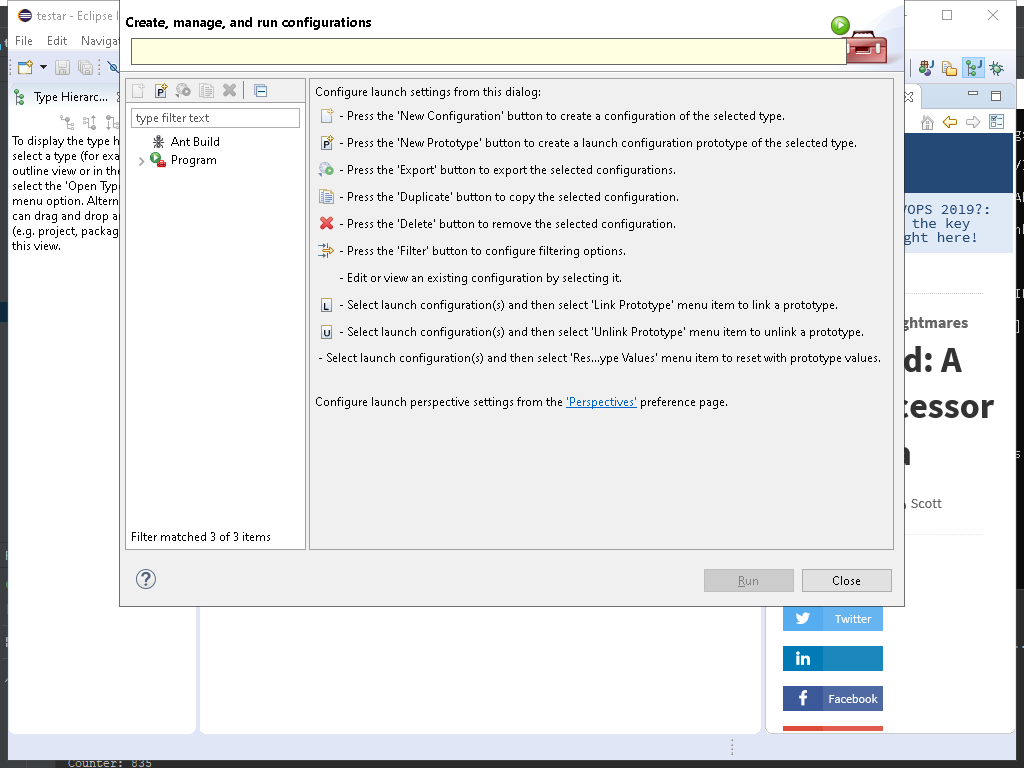 testar - Eclipse I
Create, manage, and run configurations
File Edit Navigat
Type Hierarc...
To display the type h
select a type (for exa
outline view or in the
select the 'Open Typ
menu option. Altern
can drag and drop a
(e.g. project, packag
this view.
type filter text
Ant Build
Program
Filter matched 3 of 3 items
Configure launch settings from this dialog:
- Press the 'New Configuration' button to create a configuration of the selected type.
- Press the 'New Prototype' button to create a launch configuration prototype of the selected type.
- Press the 'Export' button to export the selected configurations.
- Press the 'Duplicate' button to copy the selected configuration.
- Press the 'Delete' button to remove the selected configuration.
- Press the 'Filter' button to configure filtering options.
- Edit or view an existing configuration by selecting it.
L - Select launch configuration(s) and then select 'Link Prototype' menu item to link a prototype.
U - Select launch configuration(s) and then select 'Unlink Prototype' menu item to unlink a prototype.
- Select launch configuration(s) and then select 'Res...ype Values' menu item to reset with prototype values.
Configure launch perspective settings from the 'Perspectives' preference page.
Run
Close
OPS 2019?:
the key
ght here!
ghtmares
d: A
cessor
a
Scott
Twitter
in
f Facebook
Counter: 835